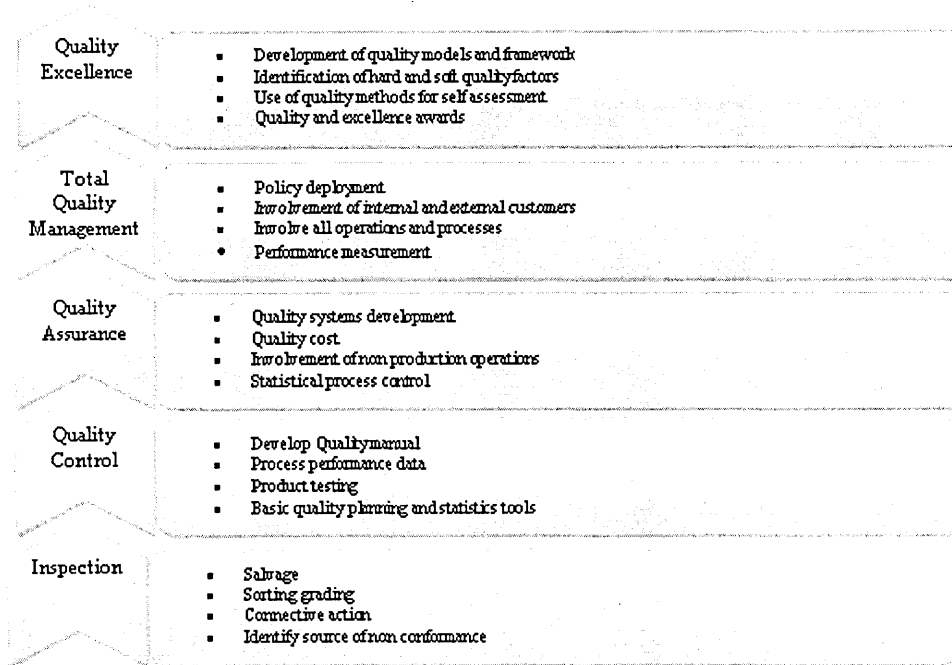 Quality
Excellence
▪ Development of quality models and framework
▪ Identification of hard and soft quality factors
▪ Use of quality methods for self assessment
▪ Quality and excellence awards
Total
Quality
Management
▪ Policy deployment
▪ Involvement of internal and external customers
▪ Involve all operations and processes
• Performance measurement
Quality
Assurance
▪ Quality systems development
▪ Quality cost
▪ Involvement of non production operations
▪ Statistical process control
Quality
Control
▪ Develop Quality manual
▪ Process performance data
▪ Product testing
▪ Basic quality planning and statistics tools
Inspection
▪ Salvage
▪ Sorting grading
▪ Connective action
▪ Identify source of non conformance